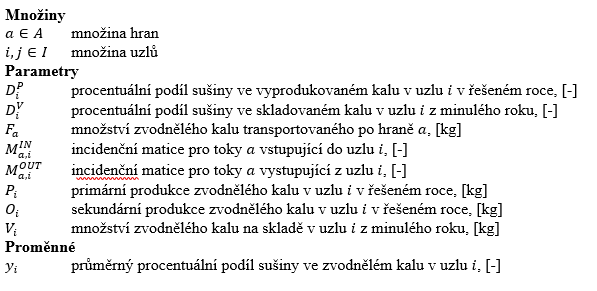 Množiny
a ∈ A množina hran
i, j ∈ I množina uzlů
Parametry
D_i^P procentuální podíl sušiny ve vyprodukovaném kalu v uzlu i v řešeném roce, [-]
D_i^V procentuální podíl sušiny ve skladovaném kalu v uzlu i z minulého roku, [-]
F_a množství zvodnělého kalu transportovaného po hraně a, [kg]
M_{a,i}^{IN} incidenční matice pro toky a vstupující do uzlu i, [-]
M_{a,i}^{OUT} incidenční matice pro toky a vystupující z uzlu i, [-]
P_i primární produkce zvodnělého kalu v uzlu i v řešeném roce, [kg]
O_i sekundární produkce zvodnělého kalu v uzlu i v řešeném roce, [kg]
V_i množství zvodnělého kalu na skladě v uzlu i z minulého roku, [kg]
Proměnné
y_i průměrný procentuální podíl sušiny ve zvodnělém kalu v uzlu i, [-]